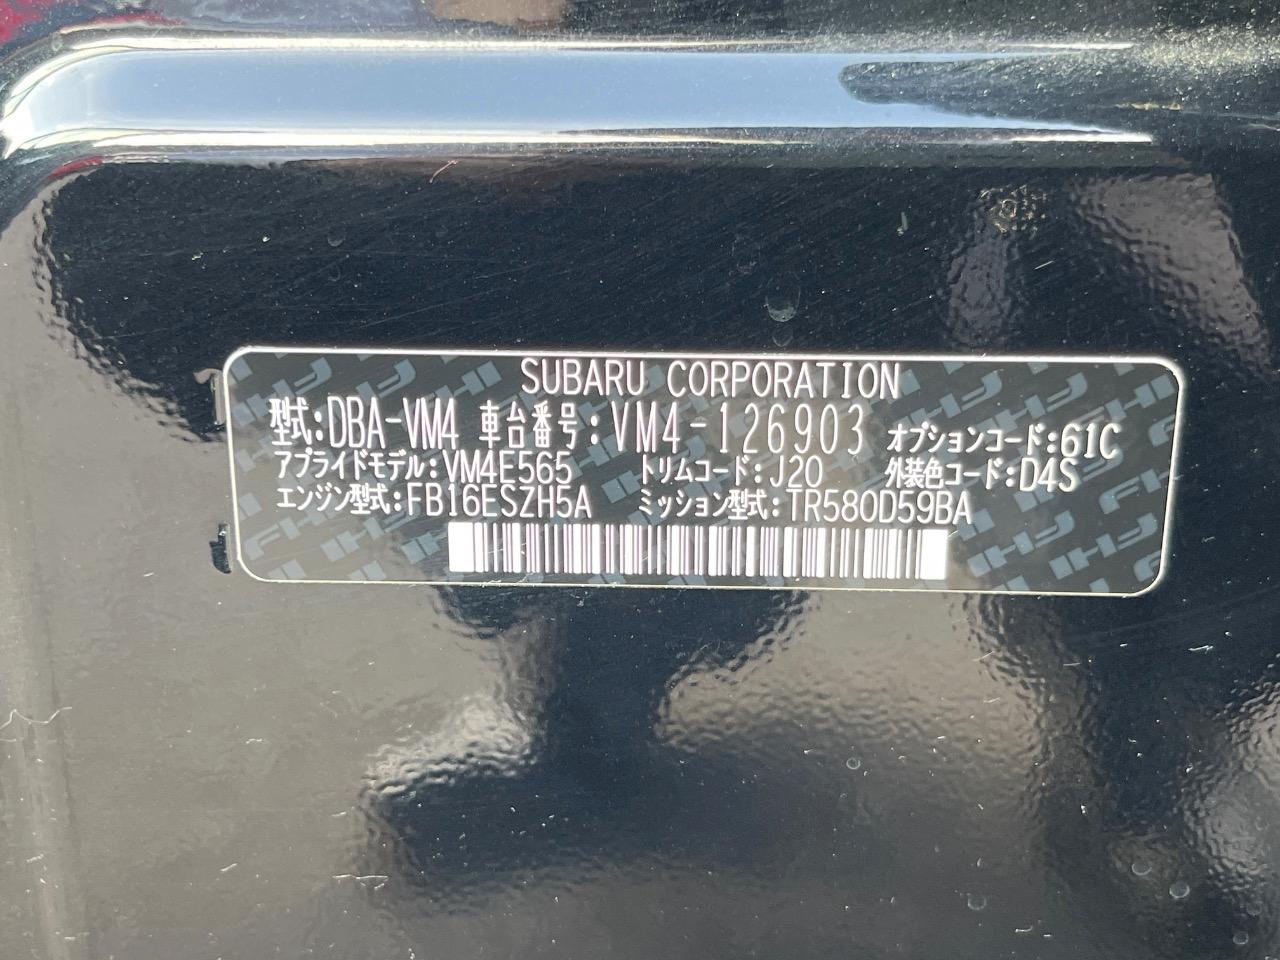 SUBARU CORPORATION
型式:DBA-VM4 車台番号:VM4-126903 オプションコード:61C
アプライドモデル:VM4E565 トリムコード:J20 外装色コード:D4S
エンジン型式:FB16ESZH5A ミッション型式:TR580D59BA